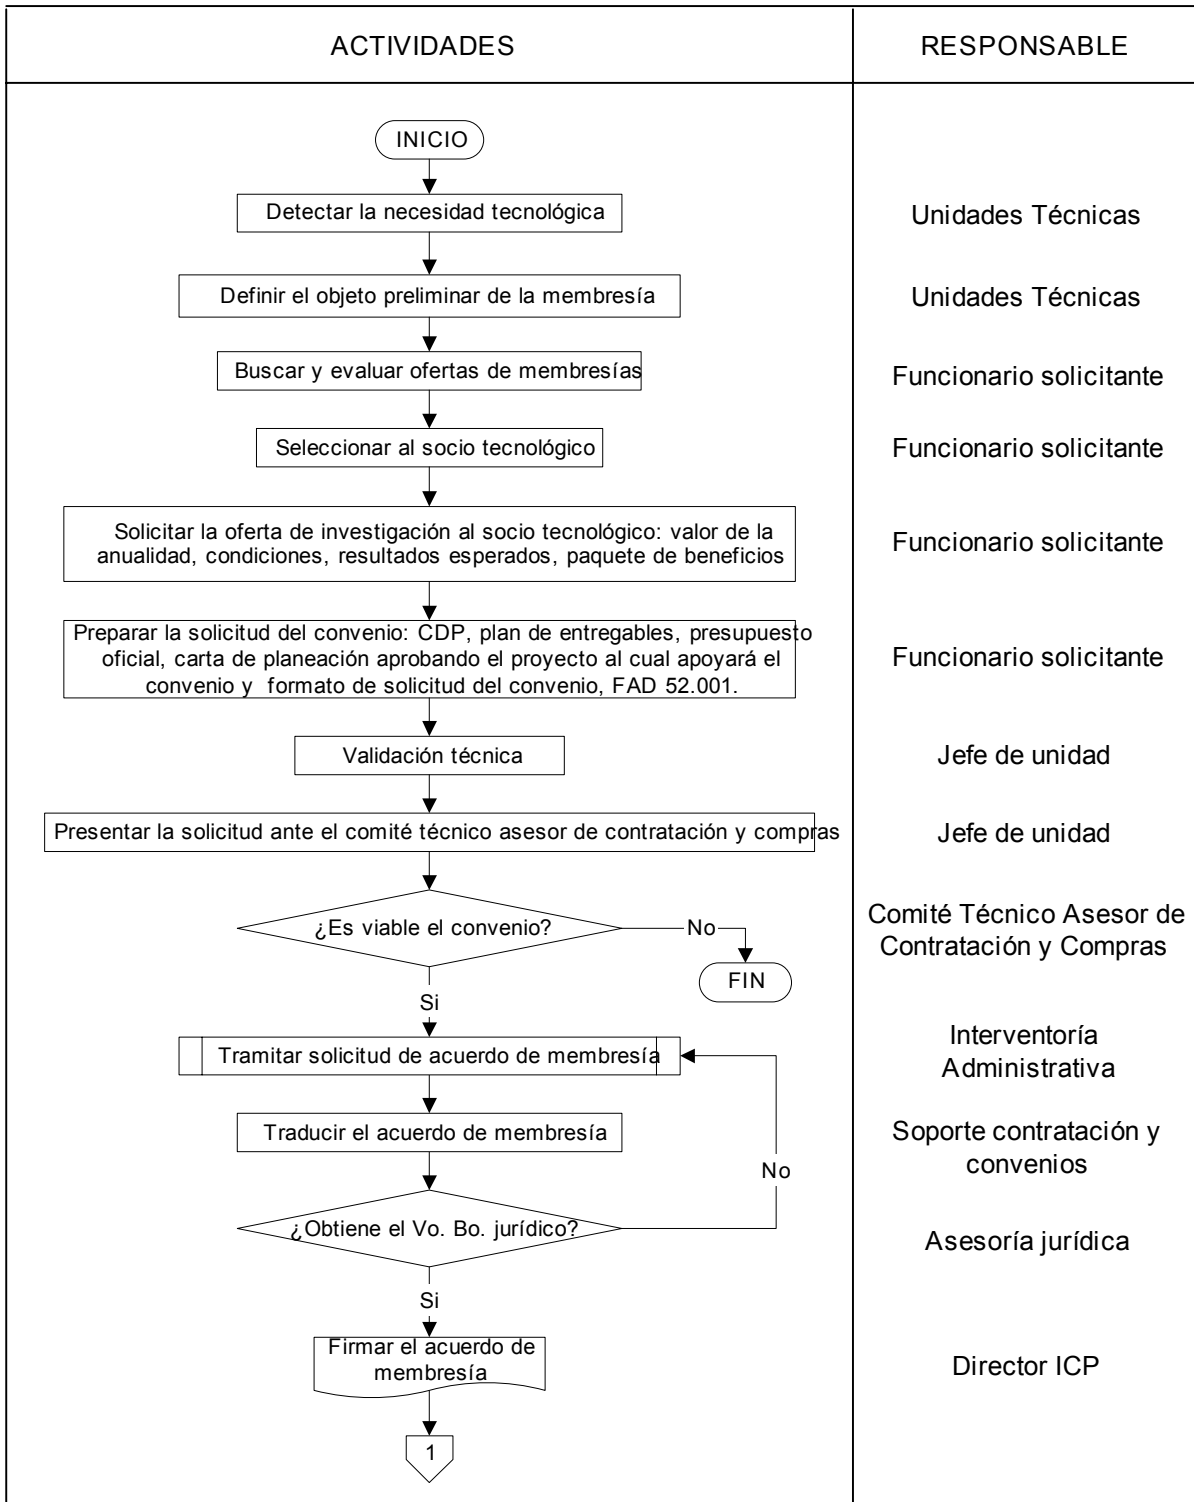 ACTIVIDADES
RESPONSABLE
INICIO
Detectar la necesidad tecnológica
Unidades Técnicas
Definir el objeto preliminar de la membresía
Unidades Técnicas
Buscar y evaluar ofertas de membresías
Funcionario solicitante
Seleccionar al socio tecnológico
Funcionario solicitante
Solicitar la oferta de investigación al socio tecnológico: valor de la
anualidad, condiciones, resultados esperados, paquete de beneficios
Funcionario solicitante
Preparar la solicitud del convenio: CDP, plan de entregables, presupuesto
oficial, carta de planeación aprobando el proyecto al cual apoyará el
convenio y formato de solicitud del convenio, FAD 52.001.
Funcionario solicitante
Validación técnica
Jefe de unidad
Presentar la solicitud ante el comité técnico asesor de contratación y compras
Jefe de unidad
¿Es viable el convenio?
No
FIN
Comité Técnico Asesor de
Contratación y Compras
Si
Tramitar solicitud de acuerdo de membresía
Interventoría
Administrativa
Traducir el acuerdo de membresía
Soporte contratación y
convenios
No
¿Obtiene el Vo. Bo. jurídico?
Asesoría jurídica
Si
Firmar el acuerdo de
membresía
Director ICP
1